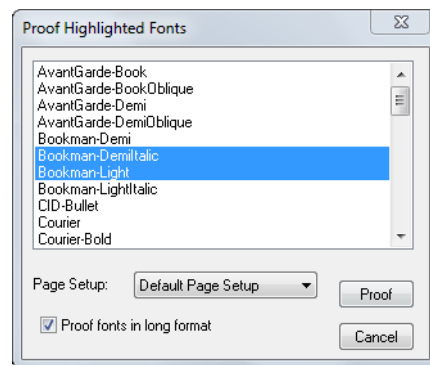 Proof Highlighted Fonts
AvantGarde-Book
AvantGarde-BookOblique
AvantGarde-Demi
AvantGarde-DemiOblique
Bookman-Demi
Bookman-DemiItalic
Bookman-Light
Bookman-LightItalic
CID-Bullet
Courier
Courier-Bold
Page Setup: Default Page Setup
Proof
Proof fonts in long format
Cancel